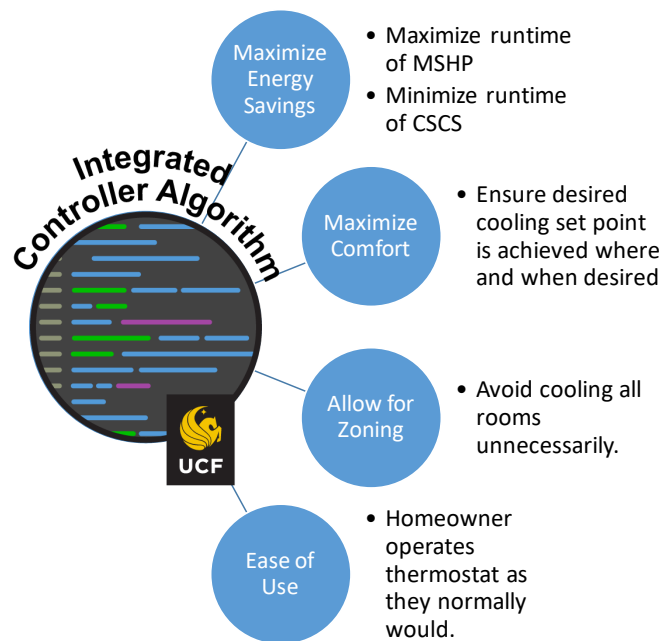 Integrated
Controller Algorithm
UCF
Maximize
Energy
Savings
• Maximize runtime
of MSHP
• Minimize runtime
of CSCS
Maximize
Comfort
• Ensure desired
cooling set point
is achieved where
and when desired
Allow for
Zoning
• Avoid cooling all
rooms
unnecessarily.
Ease of
Use
• Homeowner
operates
thermostat as
they normally
would.